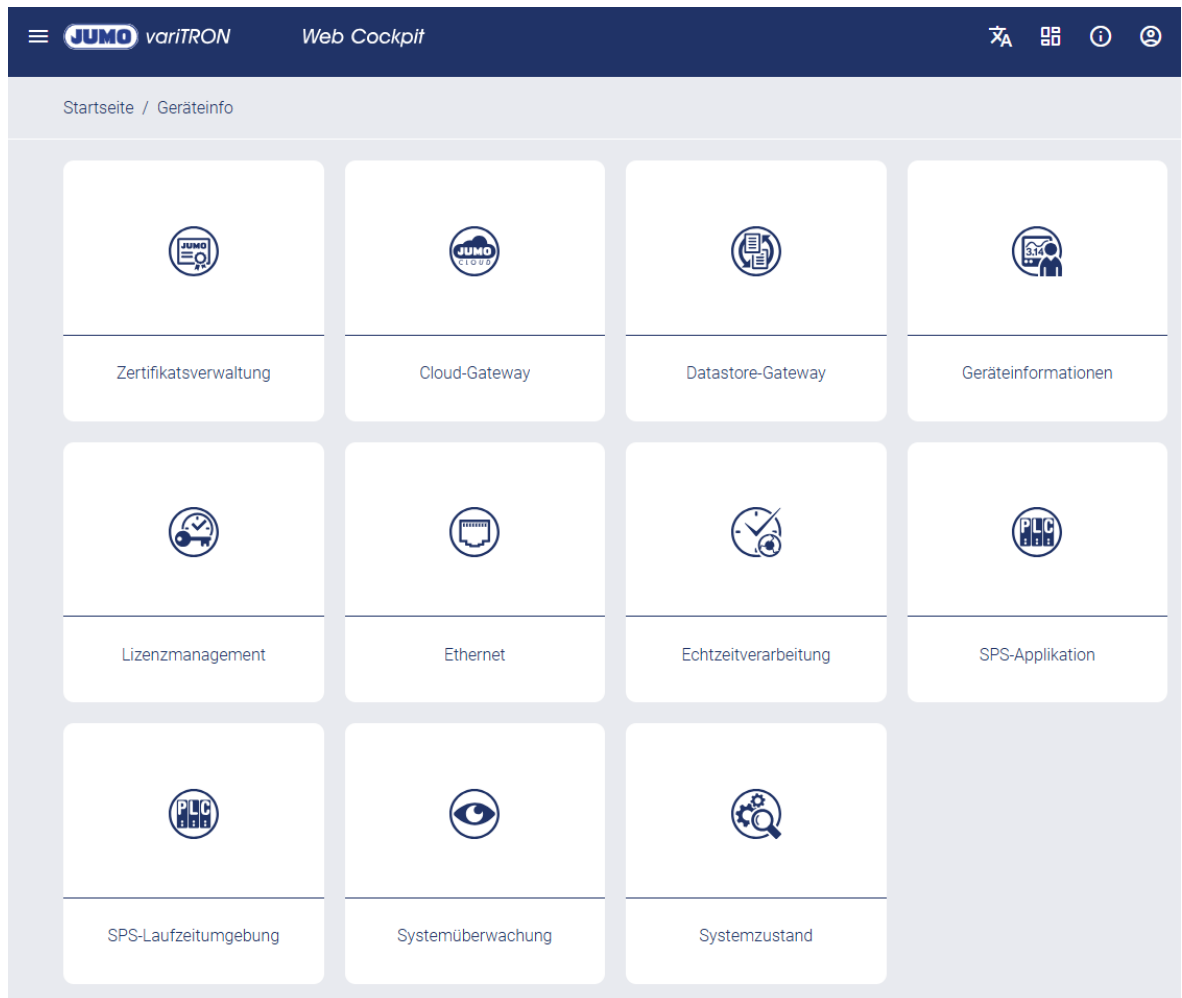 JUMO variTRON Web Cockpit
Startseite / Geräteinfo
JUMO
JUMO
CLOUD
3.14
Zertifikatsverwaltung
Cloud-Gateway
Datastore-Gateway
Geräteinformationen
PLC
Lizenzmanagement
Ethernet
Echtzeitverarbeitung
SPS-Applikation
PLC
SPS-Laufzeitumgebung
Systemüberwachung
Systemzustand